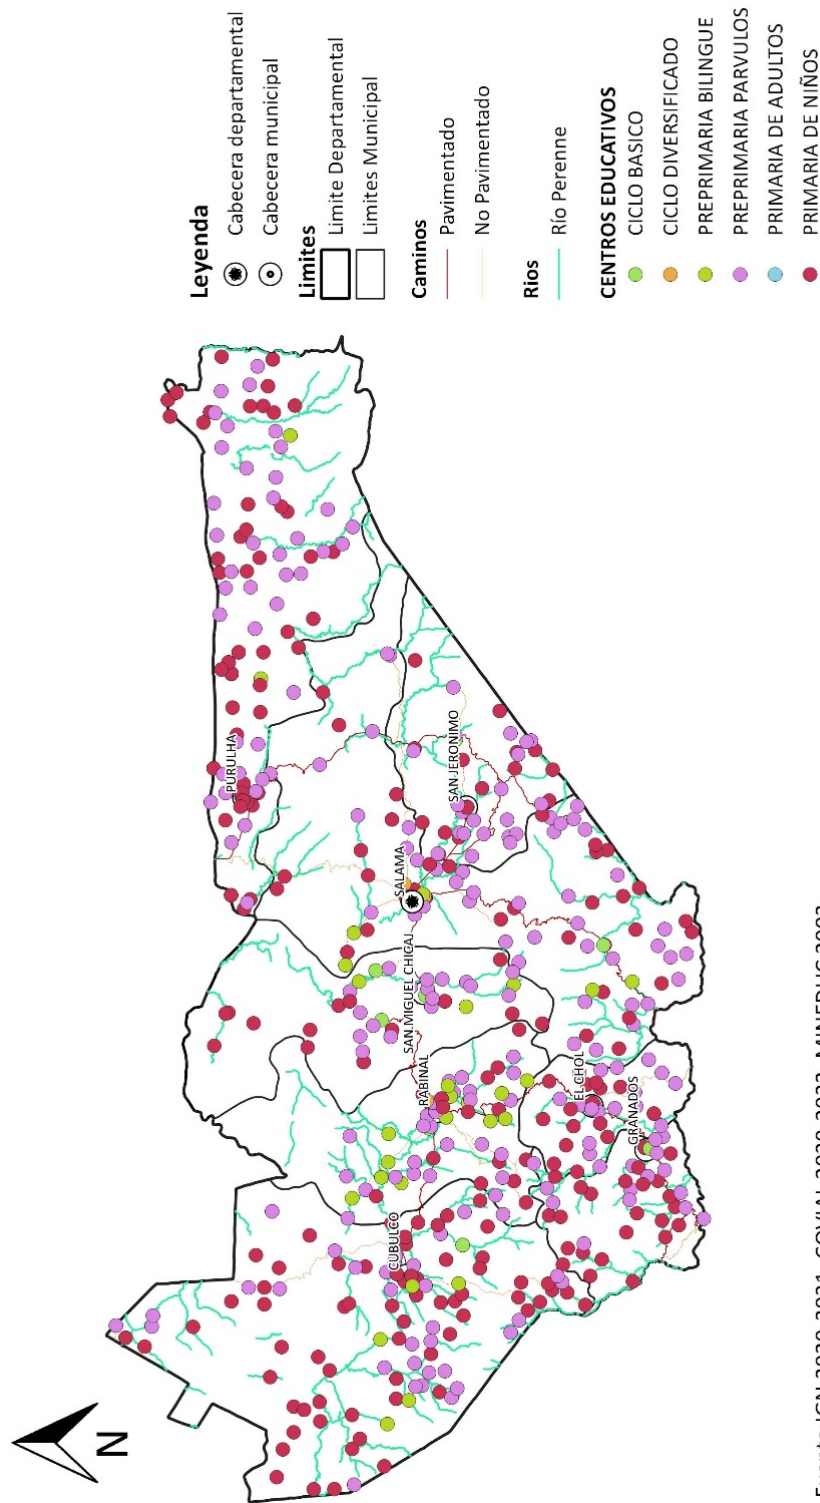 N
PURULHA
SALAMA
SAN JERONIMO
SAN MIGUEL CHICAJ
RABINAL
CUBULCO
EL CHOL
GRANADOS
Leyenda
Cabecera departamental
Cabecera municipal
Limites
Limite Departamental
Limites Municipal
Caminos
Pavimentado
No Pavimentado
Rios
Río Perenne
CENTROS EDUCATIVOS
CICLO BASICO
CICLO DIVERSIFICADO
PREPRIMARIA BILINGUE
PREPRIMARIA PARVULOS
PRIMARIA DE ADULTOS
PRIMARIA DE NIÑOS